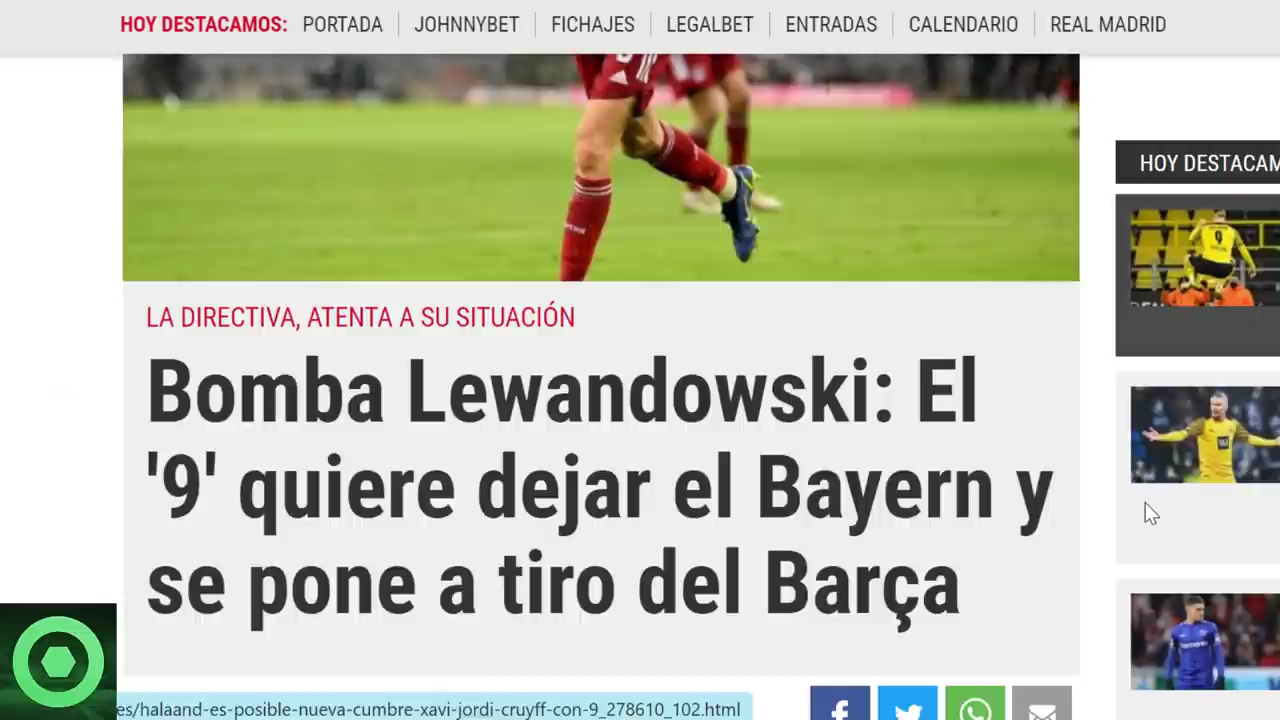 HOY DESTACAMOS: PORTADA JOHNNYBET FICHAJES LEGALBET ENTRADAS CALENDARIO REAL MADRID
HOY DESTACAM
LA DIRECTIVA, ATENTA A SU SITUACIÓN
Bomba Lewandowski: El
'9' quiere dejar el Bayern y
se pone a tiro del Barça
es/halaand-es-posible-nueva-cumbre-xavi-jordi-cruyff-con-9_278610_102.html